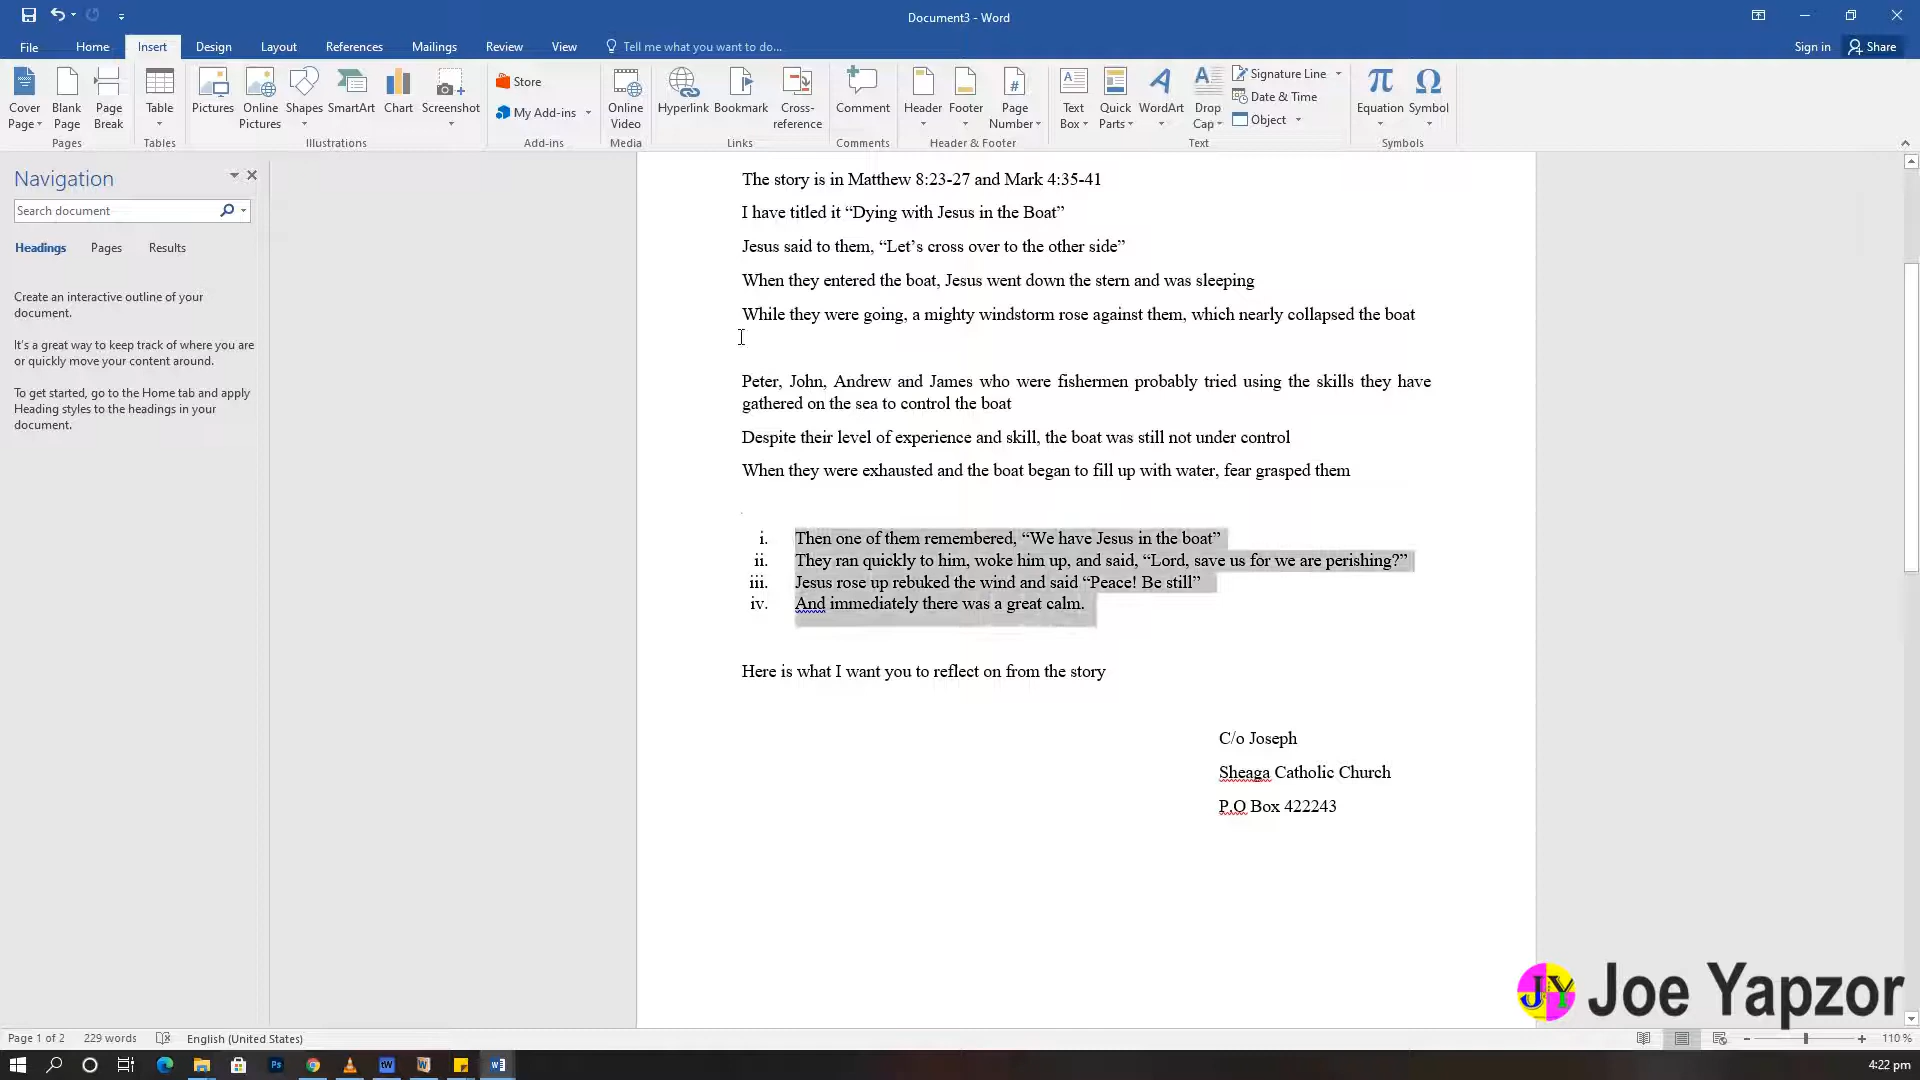 Document3 - Word
File Home Insert Design Layout References Mailings Review View Tell me what you want to do... Sign in Share
Cover Page Blank Page Page Break Table Pictures Online Pictures Shapes SmartArt Chart Screenshot Store My Add-ins Online Video Hyperlink Bookmark Cross-reference Comment Header Footer Page Number Text Box Quick Parts WordArt Drop Cap Signature Line Date & Time Object Equation Symbol
Pages Tables Illustrations Add-ins Media Links Comments Header & Footer Text Symbols
Navigation
Search document
Headings Pages Results
Create an interactive outline of your
document.
It's a great way to keep track of where you are
or quickly move your content around.
To get started, go to the Home tab and apply
Heading styles to the headings in your
document.
The story is in Matthew 8:23-27 and Mark 4:35-41
I have titled it “Dying with Jesus in the Boat”
Jesus said to them, “Let’s cross over to the other side”
When they entered the boat, Jesus went down the stern and was sleeping
While they were going, a mighty windstorm rose against them, which nearly collapsed the boat
Peter, John, Andrew and James who were fishermen probably tried using the skills they have
gathered on the sea to control the boat
Despite their level of experience and skill, the boat was still not under control
When they were exhausted and the boat began to fill up with water, fear grasped them
i. Then one of them remembered, “We have Jesus in the boat”
ii. They ran quickly to him, woke him up, and said, “Lord, save us for we are perishing?”
iii. Jesus rose up rebuked the wind and said “Peace! Be still”
iv. And immediately there was a great calm.
Here is what I want you to reflect on from the story
C/o Joseph
Sheaga Catholic Church
P.O Box 422243
JY Joe Yapzor
Page 1 of 2 229 words English (United States) 110%
4:22 pm